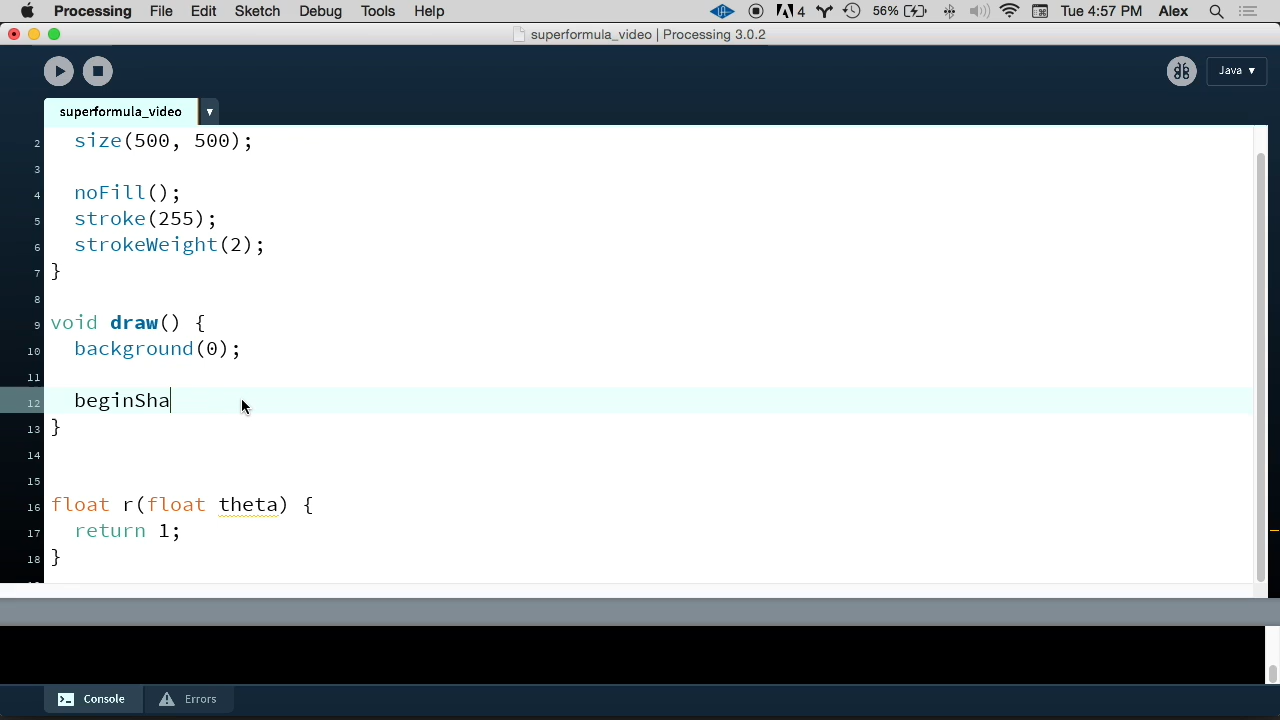 Processing File Edit Sketch Debug Tools Help 4 56% Tue 4:57 PM Alex
superformula_video | Processing 3.0.2
Java ▾
superformula_video ▾
2 size(500, 500);
3
4 noFill();
5 stroke(255);
6 strokeWeight(2);
7 }
8
9 void draw() {
10 background(0);
11
12 beginSha
13 }
14
15
16 float r(float theta) {
17 return 1;
18 }
Console Errors